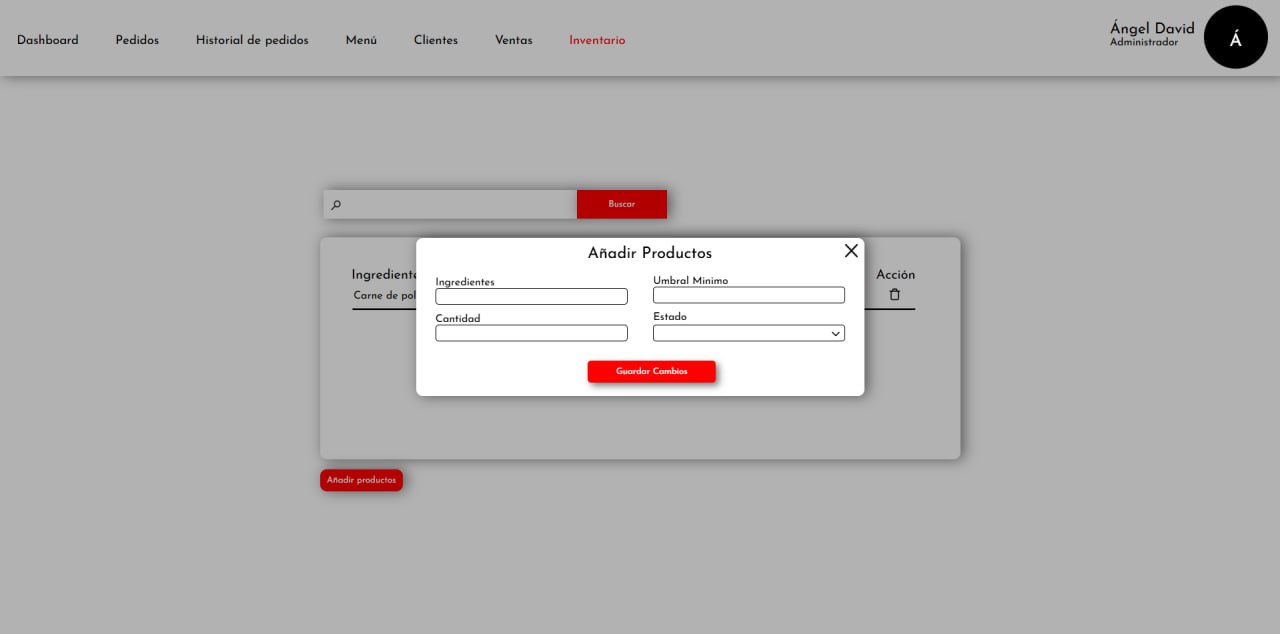 Dashboard Pedidos Historial de pedidos Menú Clientes Ventas Inventario
Ángel David
Administrador
Á
Buscar
Añadir Productos
Ingrediente
Acción
Carne de pol
Ingredientes
Umbral Minimo
Cantidad
Estado
Guardar Cambios
Añadir productos